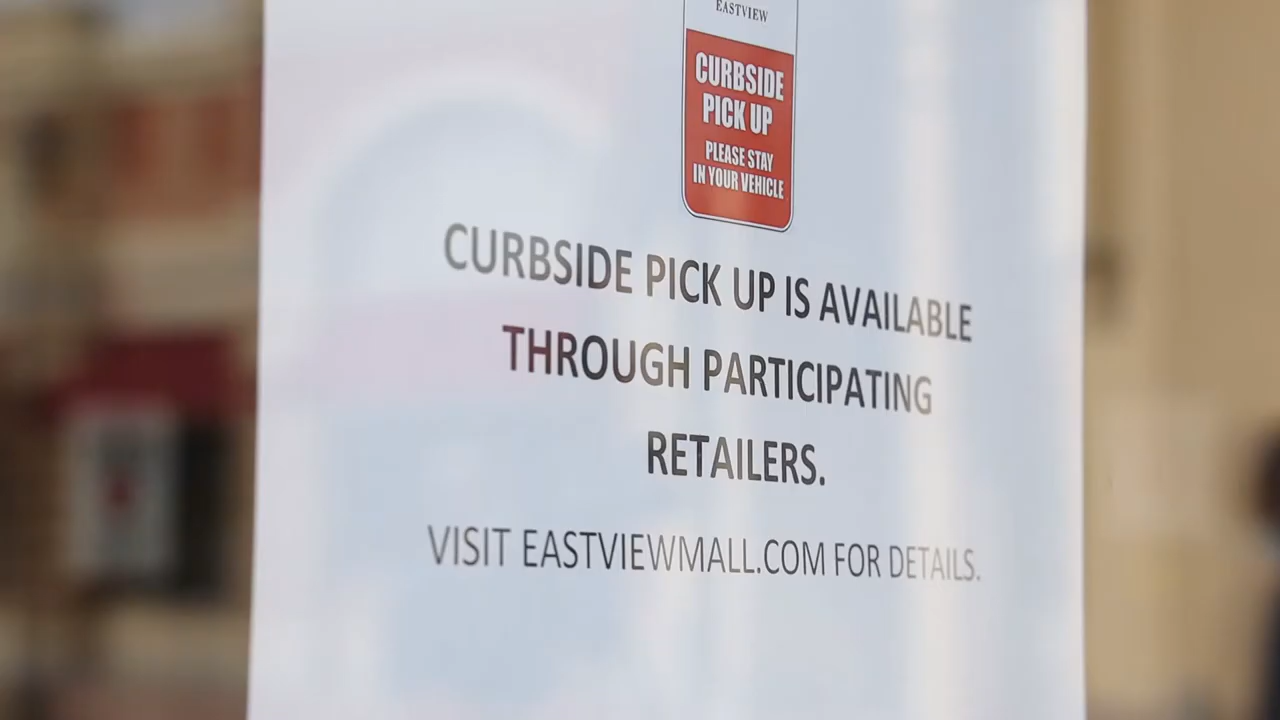 EASTVIEW
CURBSIDE
PICK UP
PLEASE STAY
IN YOUR VEHICLE
CURBSIDE PICK UP IS AVAILABLE
THROUGH PARTICIPATING
RETAILERS.
VISIT EASTVIEWMALL.COM FOR DETAILS.